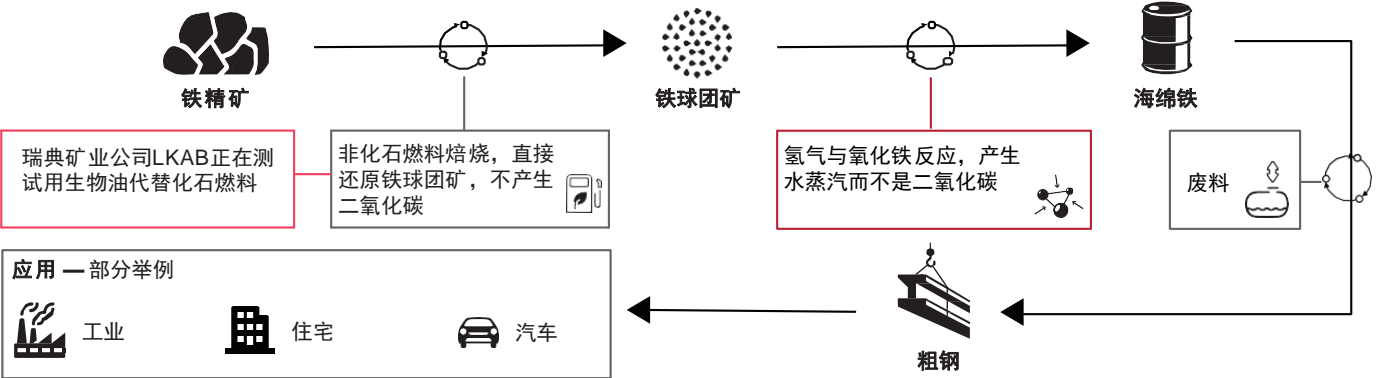 铁精矿
铁球团矿
海绵铁
瑞典矿业公司LKAB正在测
试用生物油代替化石燃料
非化石燃料焙烧，直接
还原铁球团矿，不产生
二氧化碳
氢气与氧化铁反应，产生
水蒸汽而不是二氧化碳
废料
应用 — 部分举例
工业
住宅
汽车
粗钢